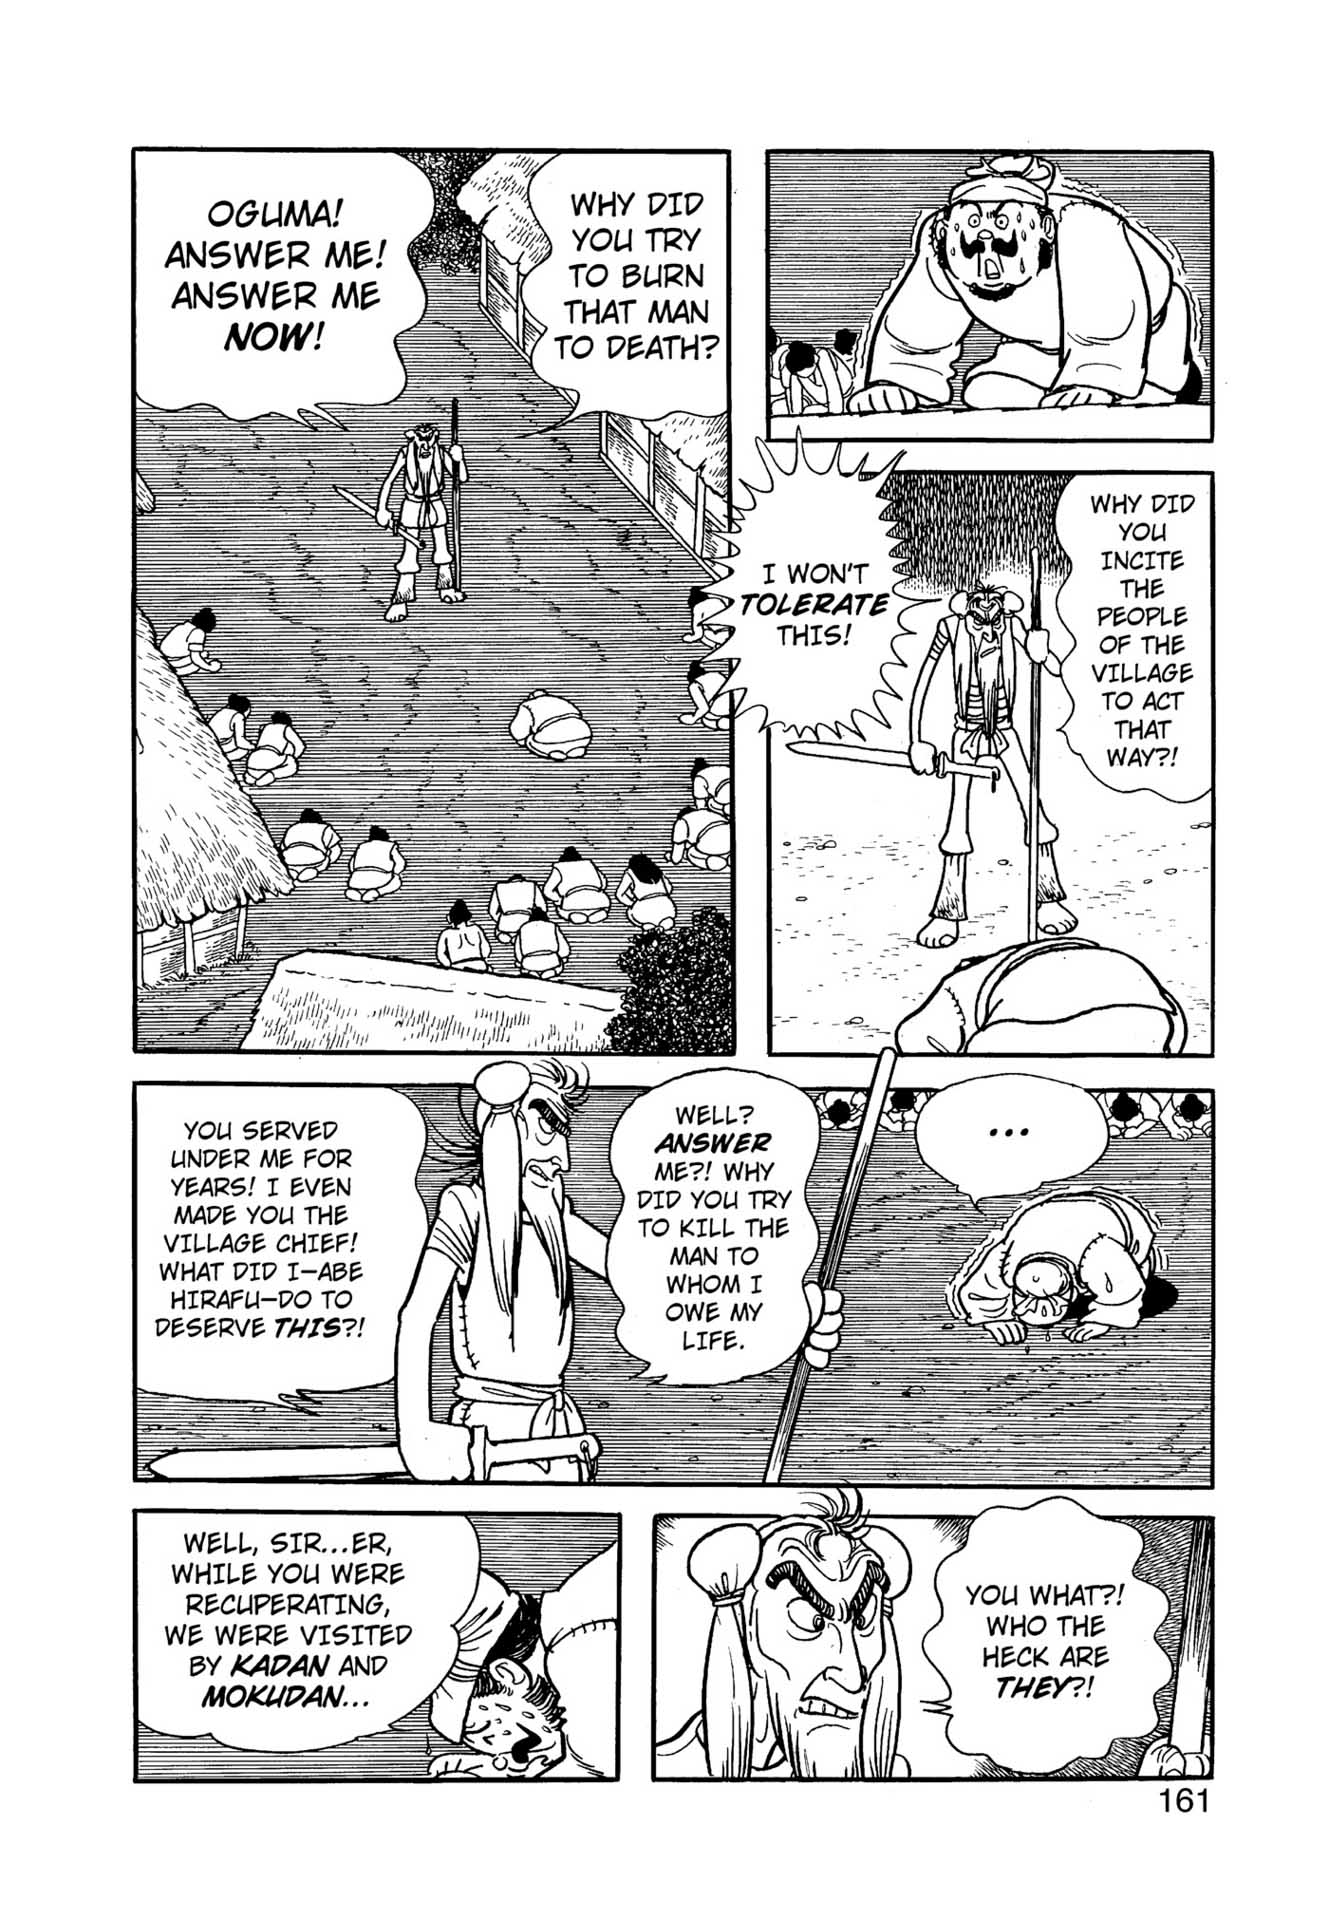 OGUMA!
ANSWER ME!
ANSWER ME
NOW!
WHY DID
YOU TRY
TO BURN
THAT MAN
TO DEATH?
I WON'T
TOLERATE
THIS!
WHY DID
YOU
INCITE
THE
PEOPLE
OF THE
VILLAGE
TO ACT
THAT
WAY?!
YOU SERVED
UNDER ME FOR
YEARS! I EVEN
MADE YOU THE
VILLAGE CHIEF!
WHAT DID I–ABE
HIRAFU–DO TO
DESERVE THIS?!
WELL?
ANSWER
ME?! WHY
DID YOU TRY
TO KILL THE
MAN TO
WHOM I
OWE MY
LIFE.
...
WELL, SIR...ER,
WHILE YOU WERE
RECUPERATING,
WE WERE VISITED
BY KADAN AND
MOKUDAN...
YOU WHAT?!
WHO THE
HECK ARE
THEY?!
161